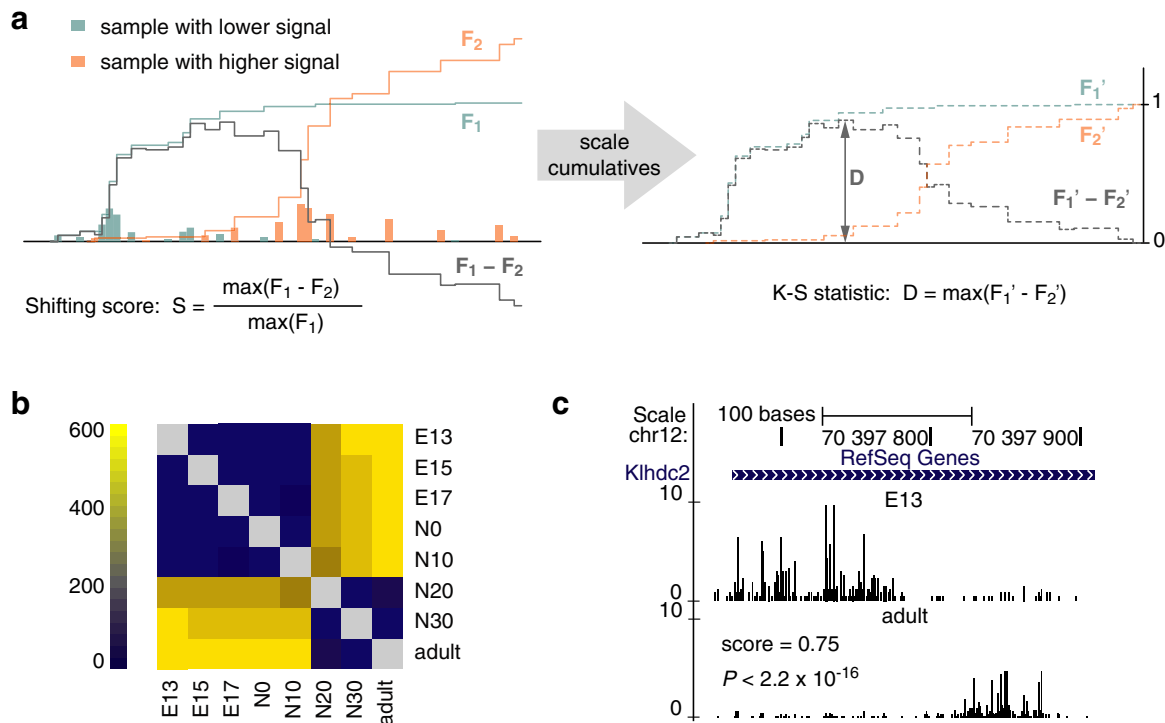 a
sample with lower signal
sample with higher signal
F2
F1
F1 – F2
Shifting score: S = max(F1 - F2)
max(F1)
scale
cumulatives
F1’
1
F2’
D
F1’ – F2’
0
K-S statistic: D = max(F1’ - F2’)
b
600
400
200
0
E13
E15
E17
N0
N10
N20
N30
adult
E13
E15
E17
N0
N10
N20
N30
adult
c
Scale
100 bases
chr12:
70 397 800
70 397 900
RefSeq Genes
Klhdc2
E13
10
0
adult
10
score = 0.75
P < 2.2 x 10-16
0